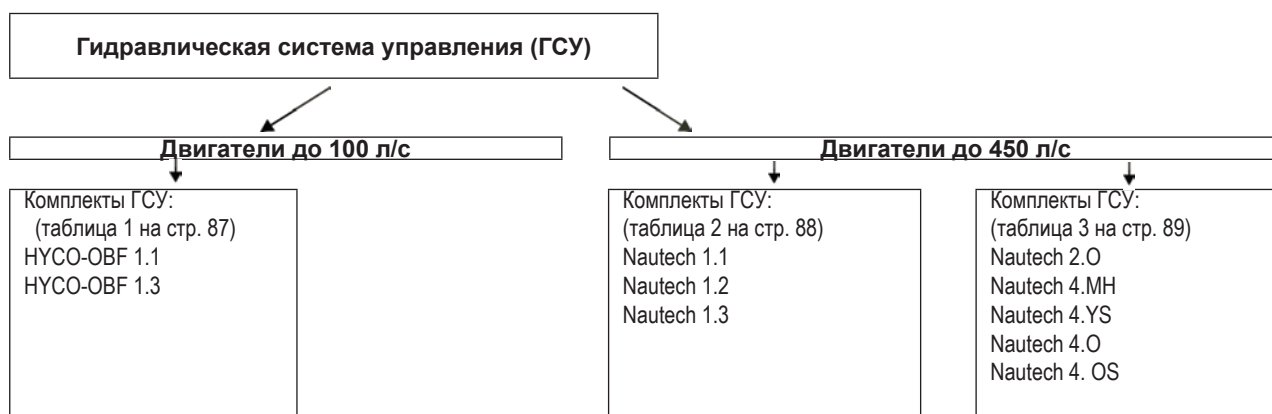 Гидравлическая система управления (ГСУ)
Двигатели до 100 л/с
Двигатели до 450 л/с
Комплекты ГСУ:
(таблица 1 на стр. 87)
HYCO-OBF 1.1
HYCO-OBF 1.3
Комплекты ГСУ:
(таблица 2 на стр. 88)
Nautech 1.1
Nautech 1.2
Nautech 1.3
Комплекты ГСУ:
(таблица 3 на стр. 89)
Nautech 2.O
Nautech 4.MH
Nautech 4.YS
Nautech 4.O
Nautech 4. OS